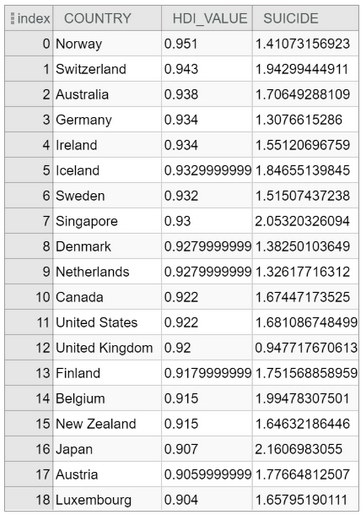 index COUNTRY HDI_VALUE SUICIDE
0 Norway 0.951 1.41073156923
1 Switzerland 0.943 1.94299444911
2 Australia 0.938 1.70649288109
3 Germany 0.934 1.3076615286
4 Ireland 0.934 1.55120696759
5 Iceland 0.9329999999 1.84655139845
6 Sweden 0.932 1.51507437238
7 Singapore 0.93 2.05320326094
8 Denmark 0.9279999999 1.38250103649
9 Netherlands 0.9279999999 1.32617716312
10 Canada 0.922 1.67447173525
11 United States 0.922 1.681086748499
12 United Kingdom 0.92 0.947717670613
13 Finland 0.9179999999 1.751568858959
14 Belgium 0.915 1.99478307501
15 New Zealand 0.915 1.64632186446
16 Japan 0.907 2.1606983055
17 Austria 0.9059999999 1.77664812507
18 Luxembourg 0.904 1.65795190111